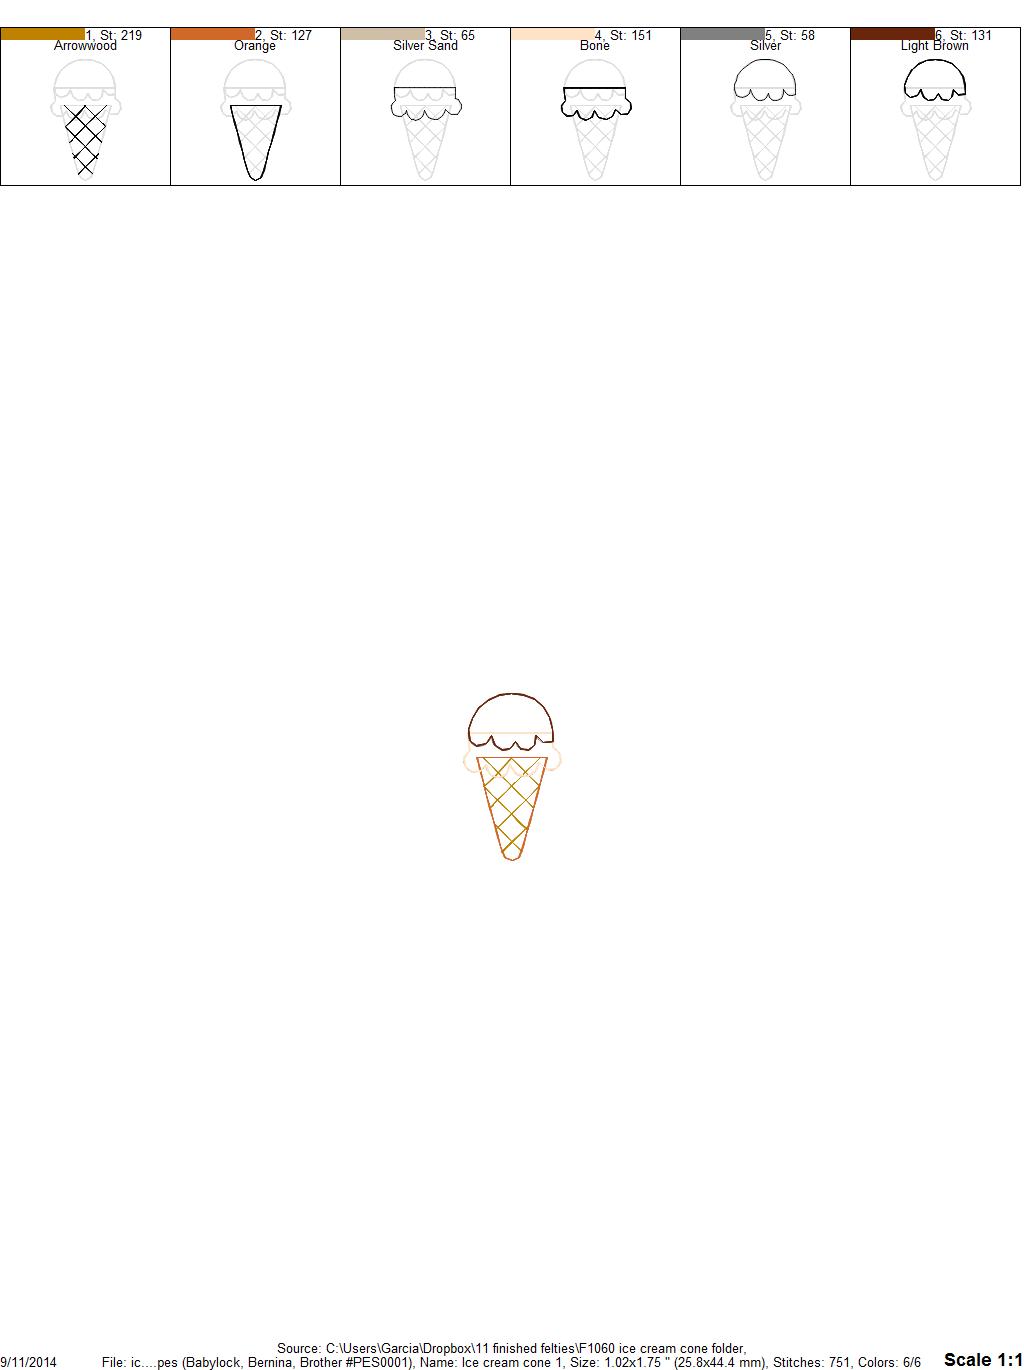 1, St: 219
Arrowwood
2, St: 127
Orange
3, St: 65
Silver Sand
4, St: 151
Bone
5, St: 58
Silver
6, St: 131
Light Brown
Source: C:\Users\Garcia\Dropbox\11 finished felties\F1060 ice cream cone folder,
9/11/2014 File: ic....pes (Babylock, Bernina, Brother #PES0001), Name: Ice cream cone 1, Size: 1.02x1.75 " (25.8x44.4 mm), Stitches: 751, Colors: 6/6 Scale 1:1